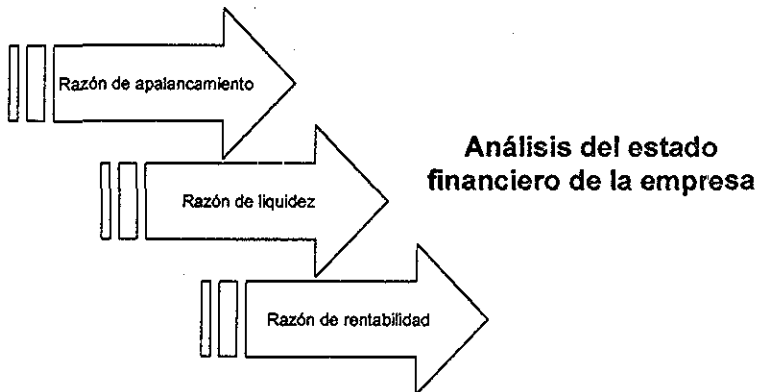 Razón de apalancamiento
Análisis del estado
financiero de la empresa
Razón de liquidez
Razón de rentabilidad